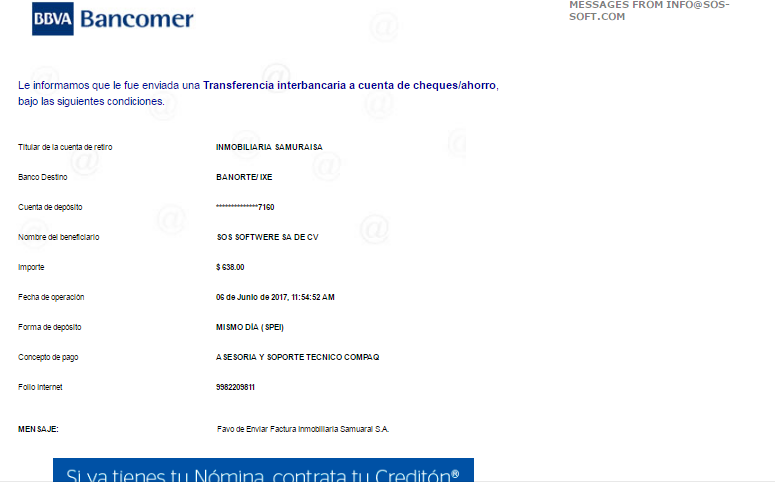 BBVA Bancomer
MESSAGES FROM INFO@SOS-
SOFT.COM
Le informamos que le fue enviada una Transferencia interbancaria a cuenta de cheques/ahorro,
bajo las siguientes condiciones.
Titular de la cuenta de retiro INMOBILIARIA SAMURAISA
Banco Destino BANORTE/ IXE
Cuenta de depósito **************7160
Nombre del beneficiario SOS SOFTWERE SA DE CV
Importe $ 638.00
Fecha de operación 06 de Junio de 2017, 11:54:52 AM
Forma de depósito MISMO DÍA ( SPEI)
Concepto de pago ASESORIA Y SOPORTE TECNICO COMPAQ
Folio Internet 9982209811
MENSAJE: Favo de Enviar Factura Inmobiliaria Samuaral S.A.
Si ya tienes tu Nómina, contrata tu Creditón®